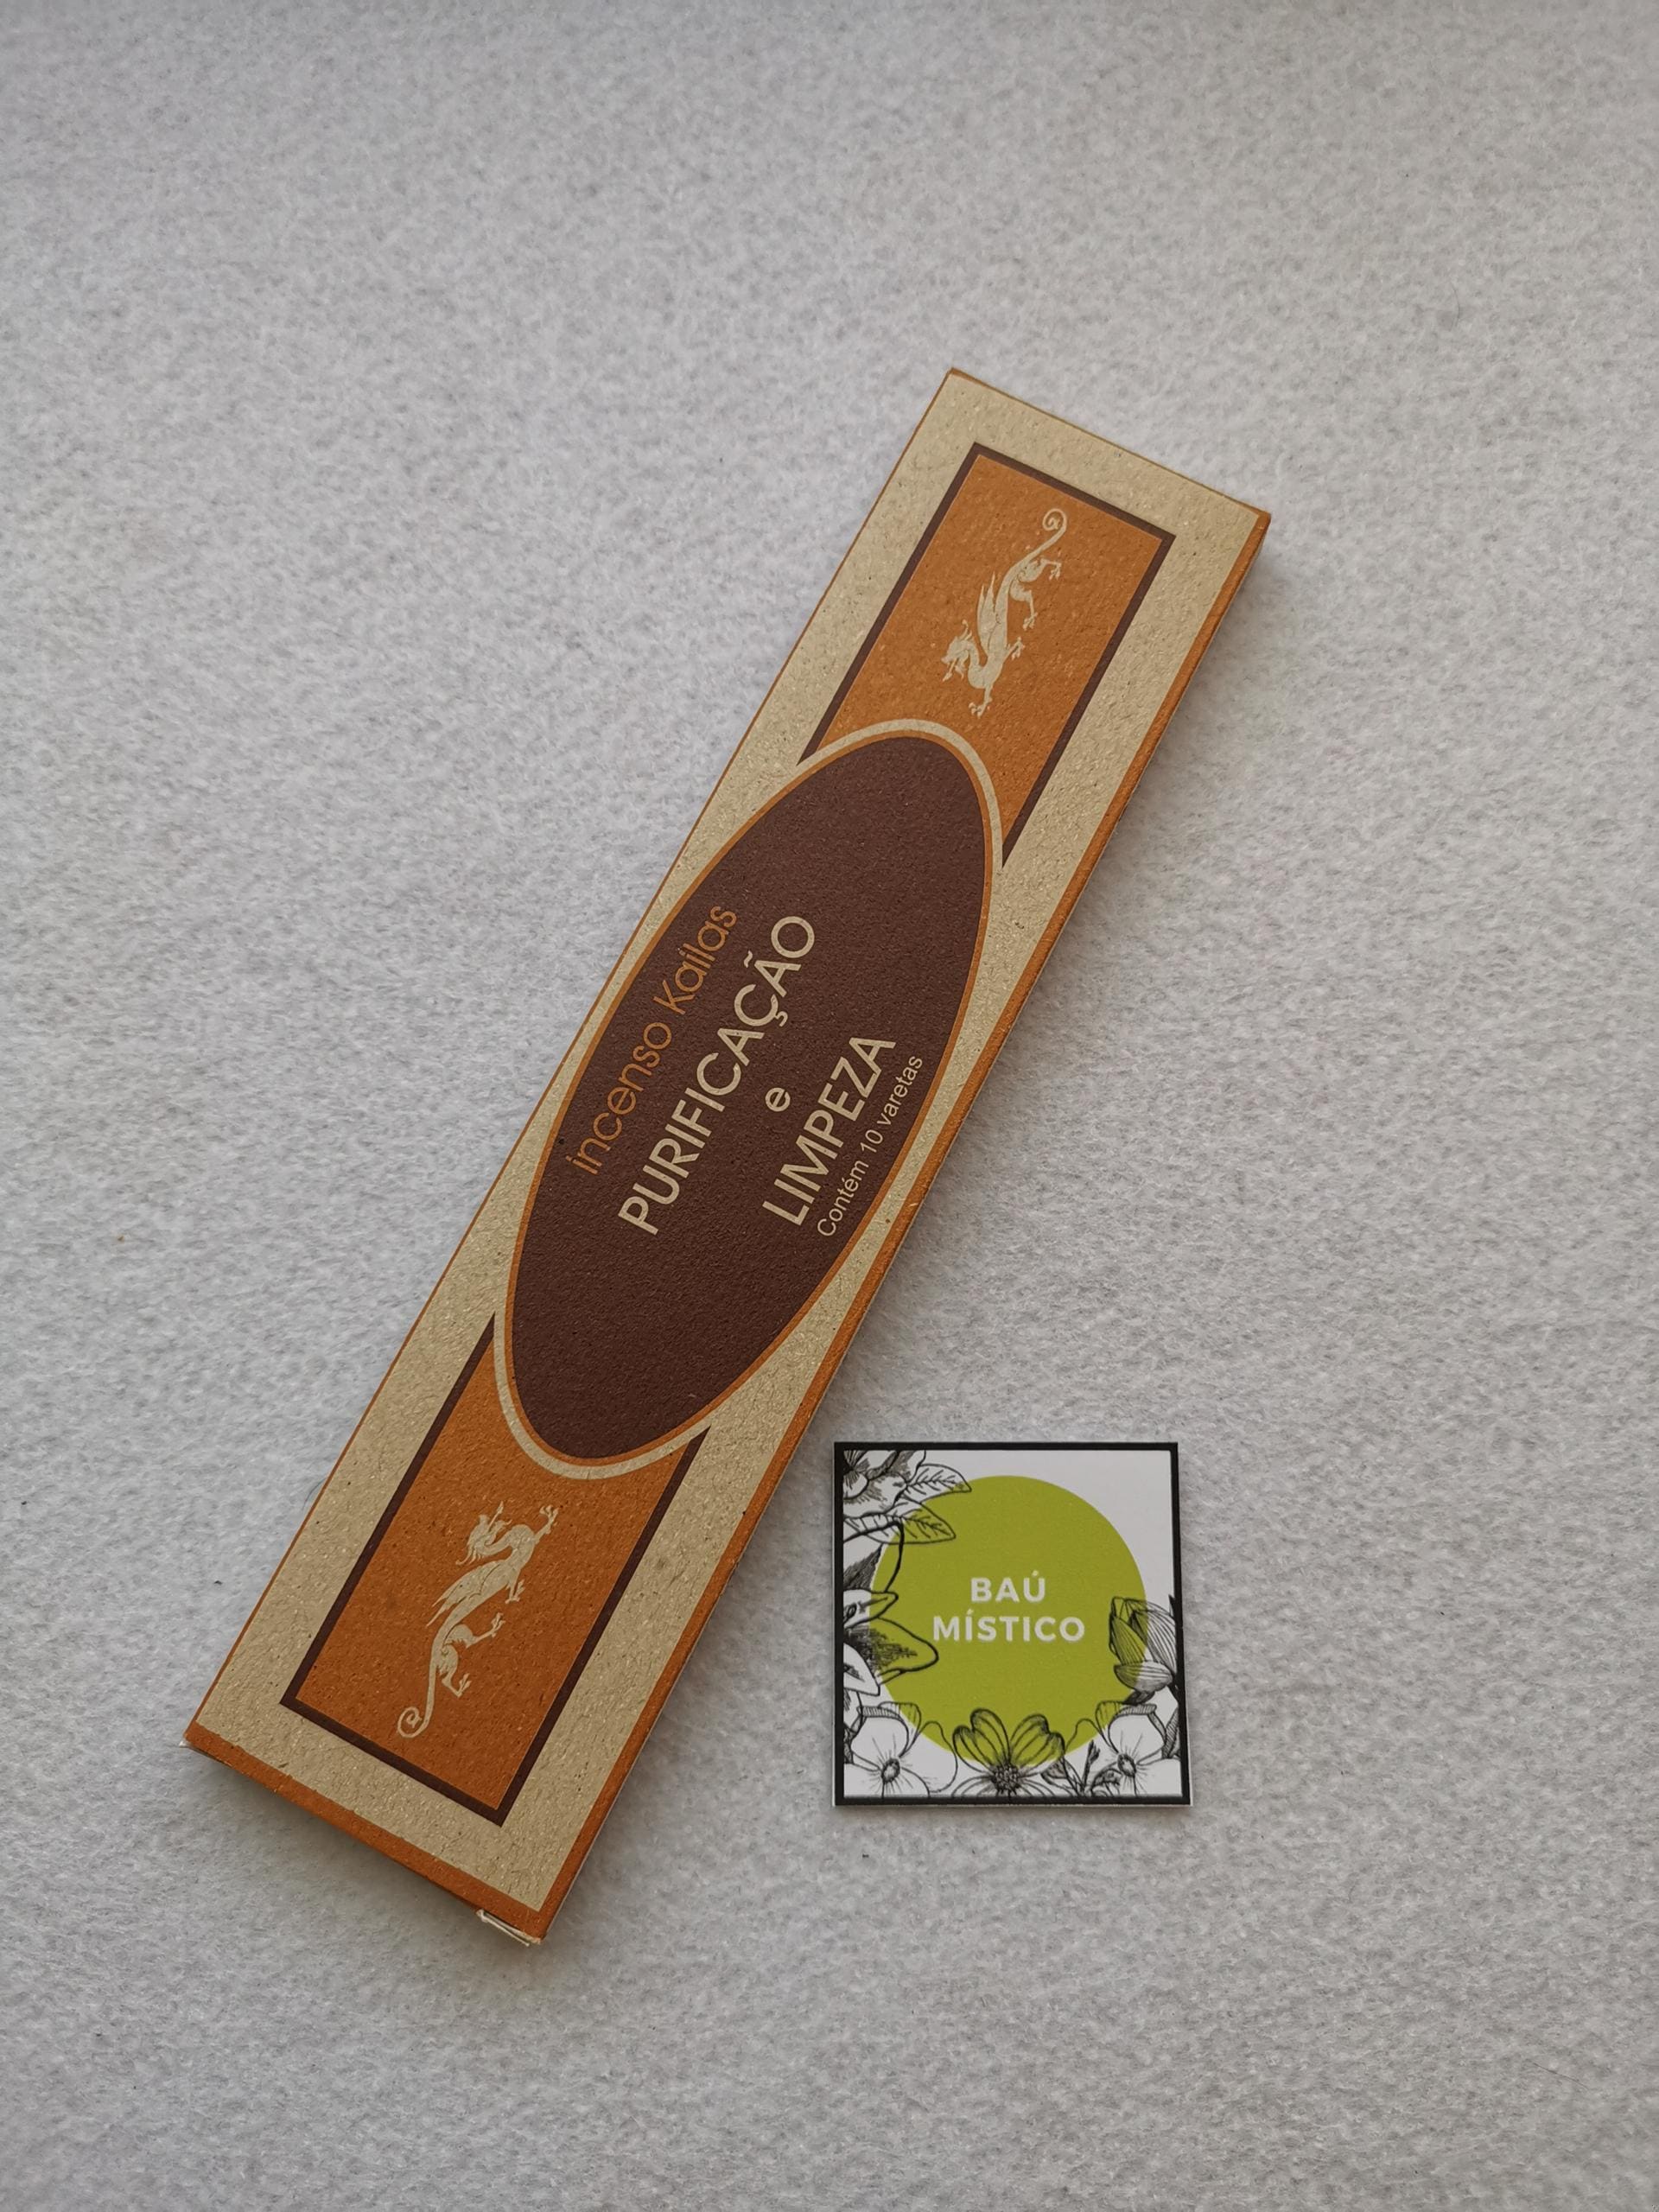 incenso Kailas
PURIFICAÇÃO
e
LIMPEZA
Contém 10 varetas
BAÚ
MÍSTICO